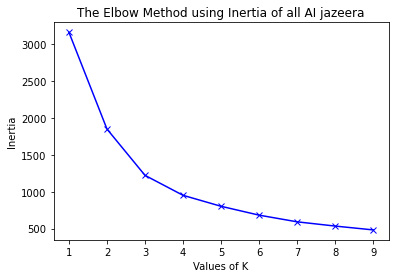 The Elbow Method using Inertia of all AI jazeera
3000
2500
2000
1500
1000
500
Inertia
1 2 3 4 5 6 7 8 9
Values of K